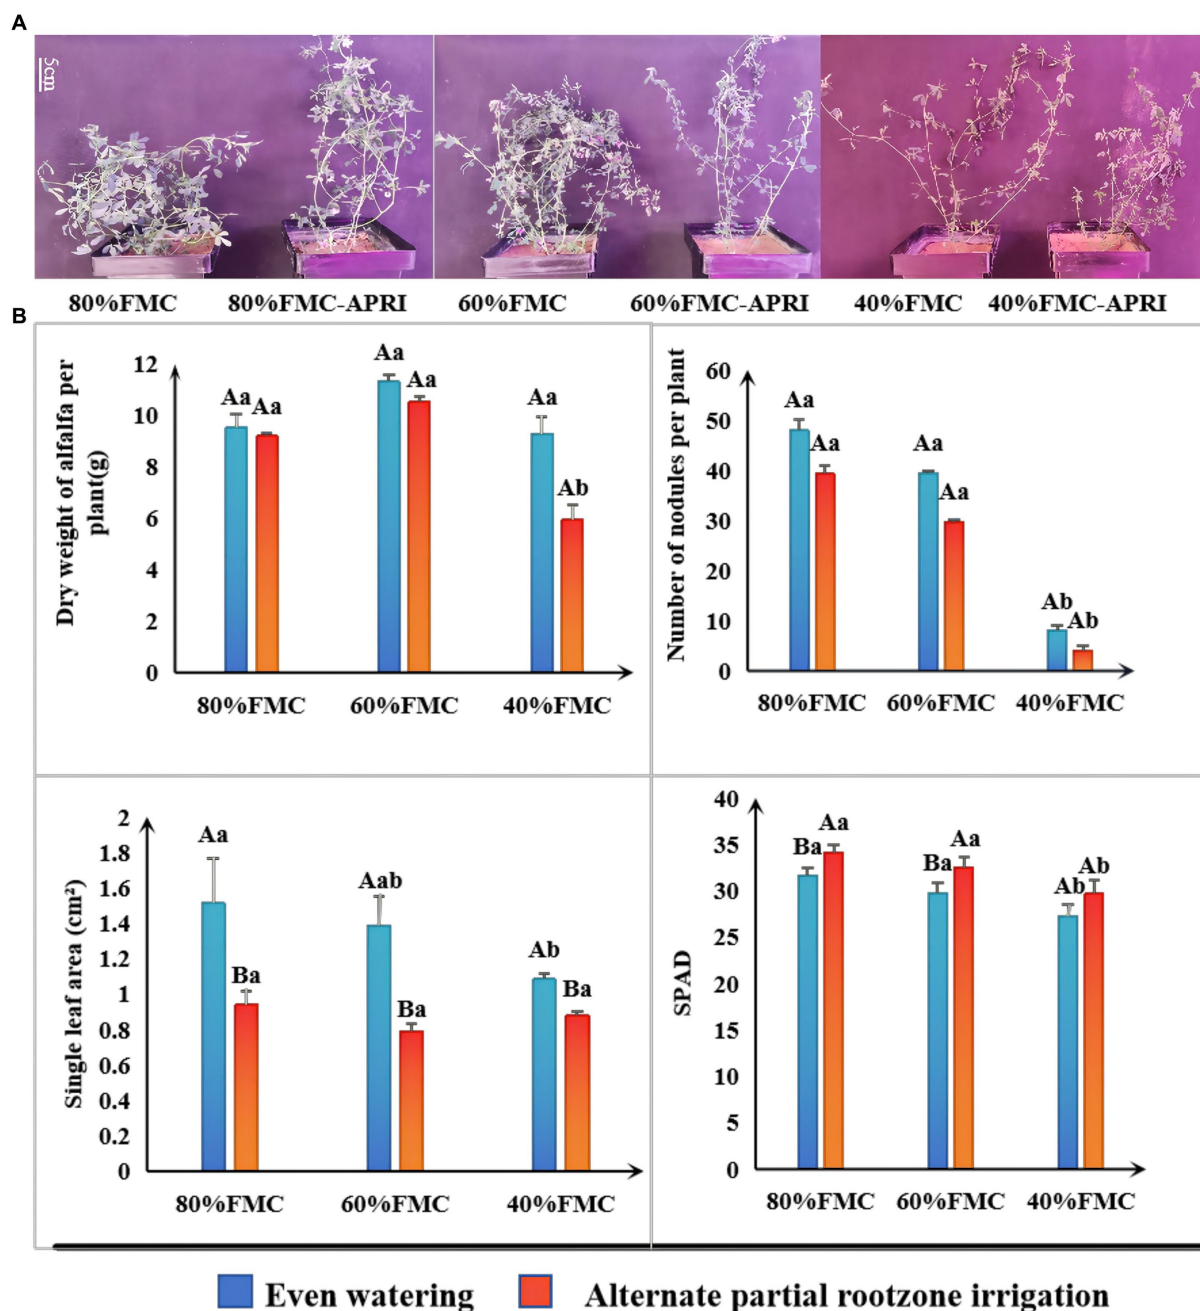 A
5cm
80%FMC 80%FMC-APRI 60%FMC 60%FMC-APRI 40%FMC 40%FMC-APRI
B
Dry weight of alfalfa per
plant(g)
12
10
8
6
4
2
0
Aa Aa Aa Aa Aa Ab
80%FMC 60%FMC 40%FMC
Number of nodules per plant
60
50
40
30
20
10
0
Aa Aa Aa Aa Ab Ab
80%FMC 60%FMC 40%FMC
Single leaf area (cm²)
2
1.8
1.6
1.4
1.2
1
0.8
0.6
0.4
0.2
0
Aa Ba Aab Ba Ab Ba
80%FMC 60%FMC 40%FMC
SPAD
40
35
30
25
20
15
10
5
0
Ba Aa Ba Aa Ab Ab
80%FMC 60%FMC 40%FMC
Even watering Alternate partial rootzone irrigation